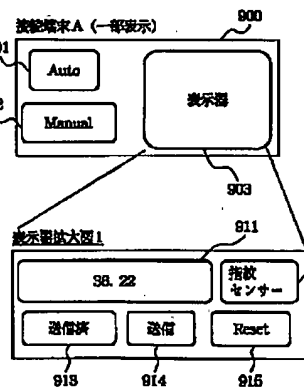 接続端末A(一部表示)
900
01
Auto
2
Manual
表示器
903
表示器拡大図1
911
38. 22
指紋
センサー
送信済
送信
Reset
913
914
915